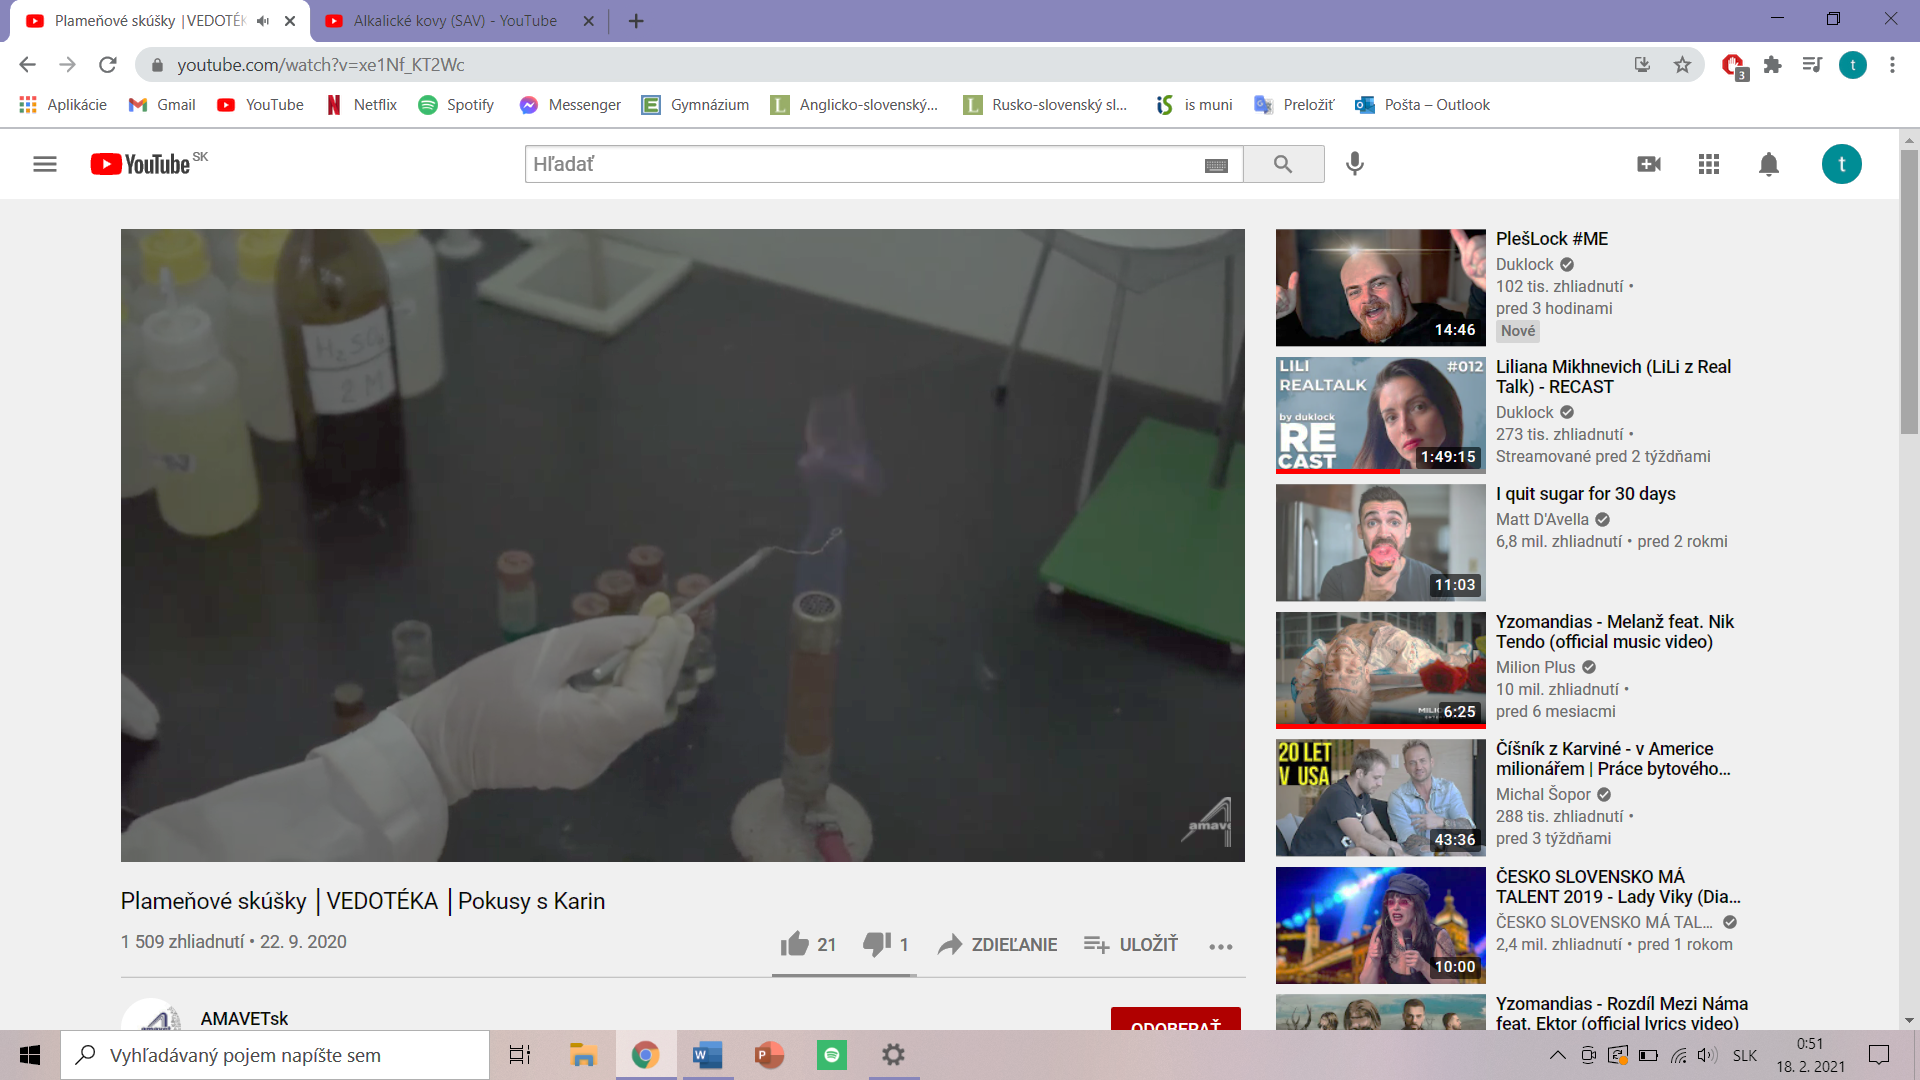 Plameňové skúšky |VEDOTÉK
Alkalické kovy (SAV) - YouTube
youtube.com/watch?v=xe1Nf_KT2Wc
3
t
Aplikácie
Gmail
YouTube
Netflix
Spotify
Messenger
Gymnázium
Anglicko-slovenský...
Rusko-slovenský sl...
is muni
Preložiť
Pošta – Outlook
YouTube SK
Hľadať
t
H2SO4
2 M
amavet
Plameňové skúšky │VEDOTÉKA │Pokusy s Karin
1 509 zhliadnutí • 22. 9. 2020
21
1
ZDIEĽANIE
ULOŽIŤ
AMAVETsk
ODOBERAŤ
14:46
PlešLock #ME
Duklock
102 tis. zhliadnutí •
pred 3 hodinami
Nové
LILI
REALTALK
#012
by duklock
RE
CAST
1:49:15
Liliana Mikhnevich (LiLi z Real
Talk) - RECAST
Duklock
273 tis. zhliadnutí •
Streamované pred 2 týždňami
11:03
I quit sugar for 30 days
Matt D'Avella
6,8 mil. zhliadnutí • pred 2 rokmi
6:25
Yzomandias - Melanž feat. Nik
Tendo (official music video)
Milion Plus
10 mil. zhliadnutí •
pred 6 mesiacmi
20 LET
V USA
43:36
Číšník z Karviné - v Americe
milionářem | Práce bytového...
Michal Šopor
288 tis. zhliadnutí •
pred 3 týždňami
10:00
ČESKO SLOVENSKO MÁ
TALENT 2019 - Lady Viky (Dia...
ČESKO SLOVENSKO MÁ TAL...
2,4 mil. zhliadnutí • pred 1 rokom
Yzomandias - Rozdíl Mezi Náma
feat. Ektor (official lyrics video)
Vyhľadávaný pojem napíšte sem
SLK
0:51
18. 2. 2021